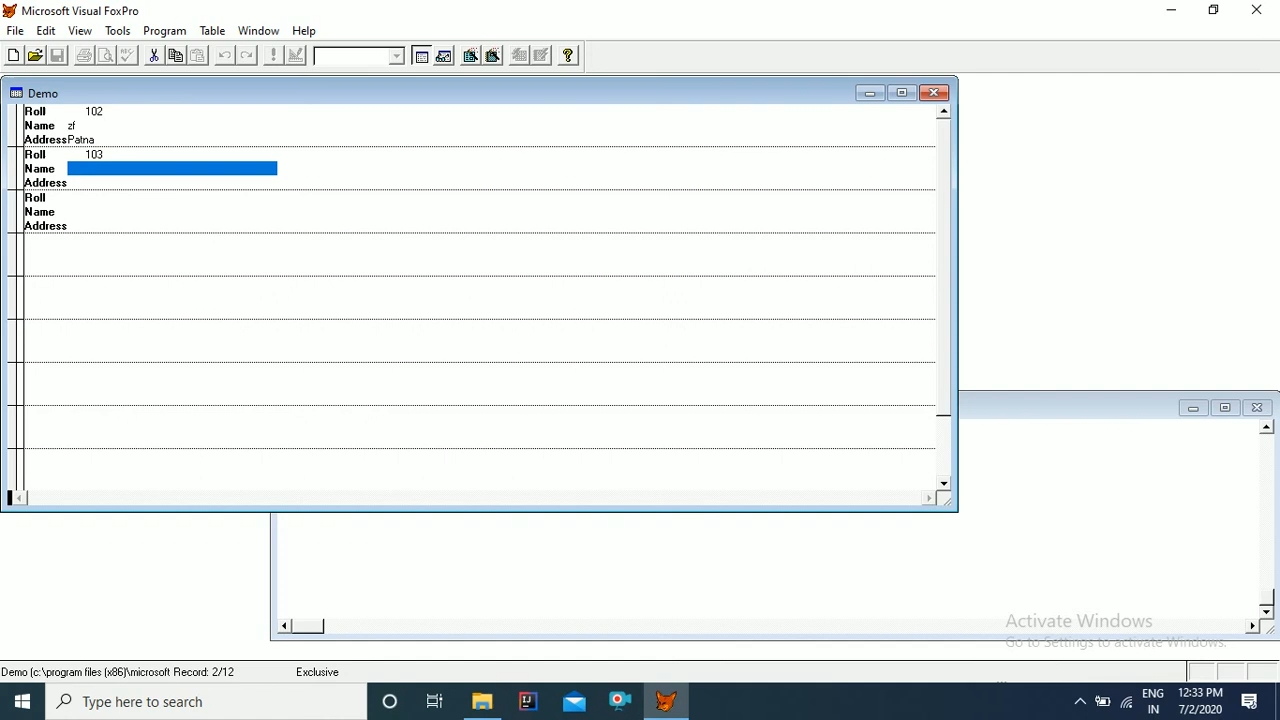 Microsoft Visual FoxPro
File Edit View Tools Program Table Window Help
Demo
Roll 102
Name zf
Address Patna
Roll 103
Name
Address
Roll
Name
Address
Activate Windows
Go to Settings to activate Windows.
Demo (c:\program files (x86)\microsoft Record: 2/12 Exclusive
Type here to search
ENG 12:33 PM
IN 7/2/2020